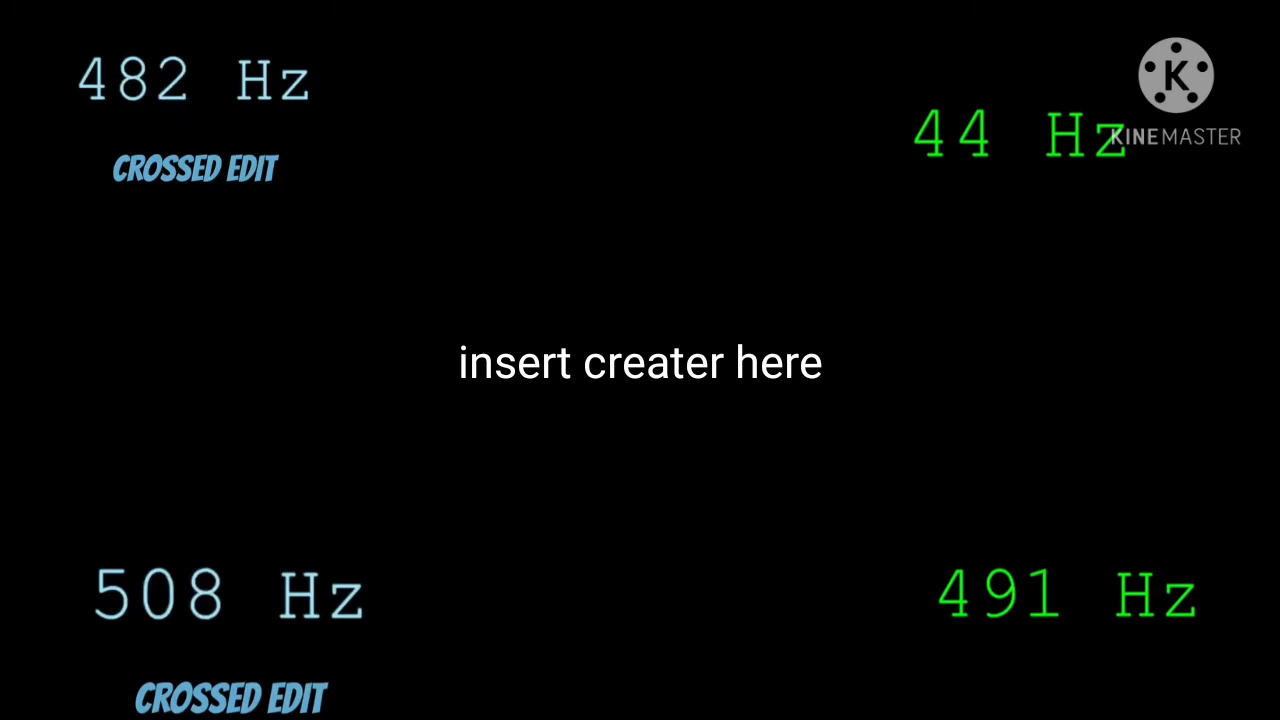 482 Hz
CROSSED EDIT
44 Hz
K
KINEMASTER
insert creater here
508 Hz
CROSSED EDIT
491 Hz